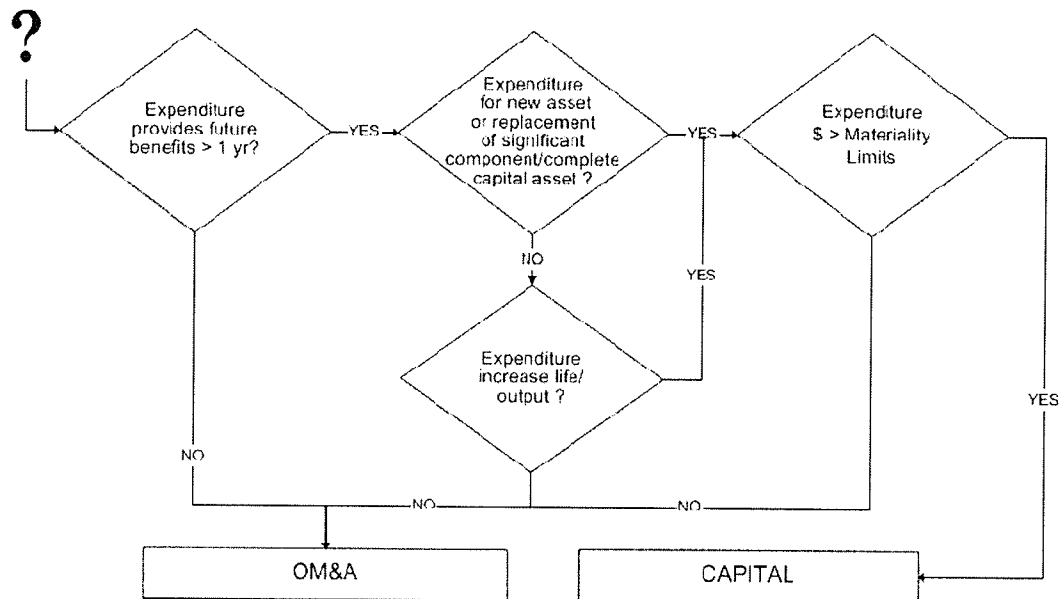 ?
Expenditure
provides future
benefits > 1 yr?
YES
Expenditure
for new asset
or replacement
of significant
component/complete
capital asset ?
YES
Expenditure
$ > Materiality
Limits
NO
YES
Expenditure
increase life/
output ?
YES
NO
NO
NO
OM&A
CAPITAL